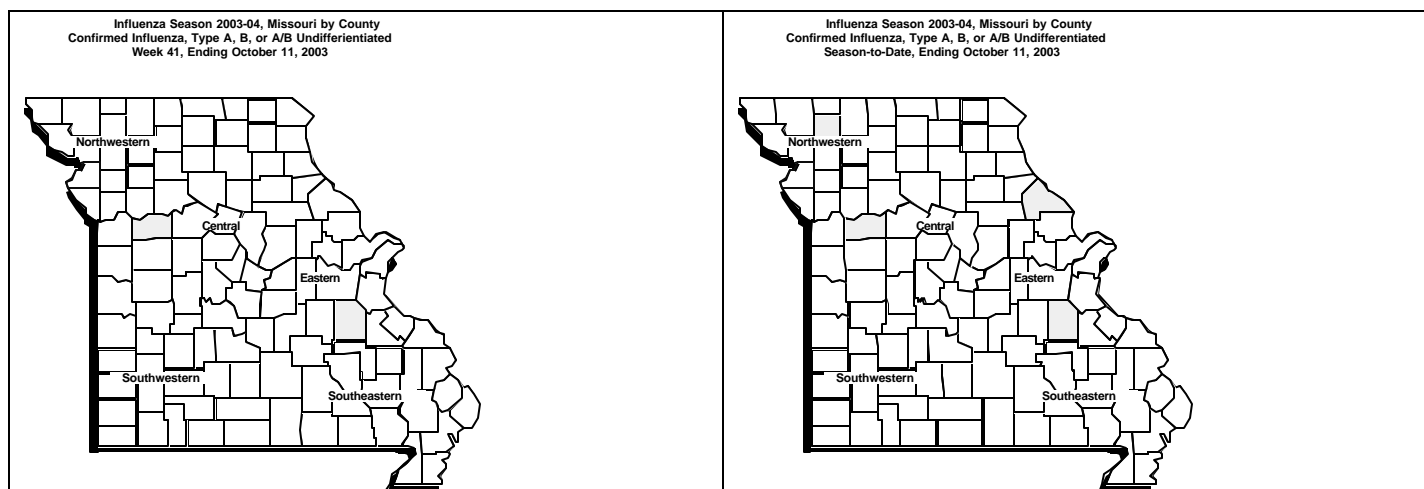 Influenza Season 2003-04, Missouri by County
Confirmed Influenza, Type A, B, or A/B Undifferientiated
Week 41, Ending October 11, 2003
Northwestern
Central
Eastern
Southwestern
Southeastern
Influenza Season 2003-04, Missouri by County
Confirmed Influenza, Type A, B, or A/B Undifferientiated
Season-to-Date, Ending October 11, 2003
Northwestern
Central
Eastern
Southwestern
Southeastern